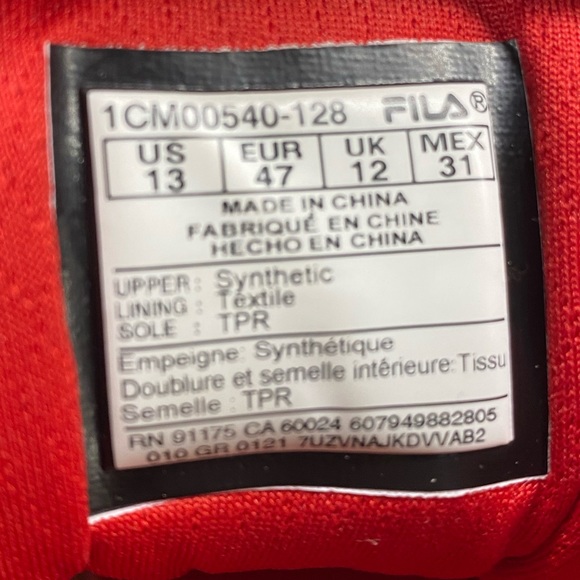 1CM00540-128 FILA®
US EUR UK MEX
13 47 12 31
MADE IN CHINA
FABRIQUÉ EN CHINE
HECHO EN CHINA
UPPER: Synthetic
LINING: Textile
SOLE: TPR
Empeigne: Synthétique
Doublure et semelle intérieure: Tissu
Semelle: TPR
RN 91175 CA 60024 607949882805
010 GR 0121 7UZVNAJKDVVAB2